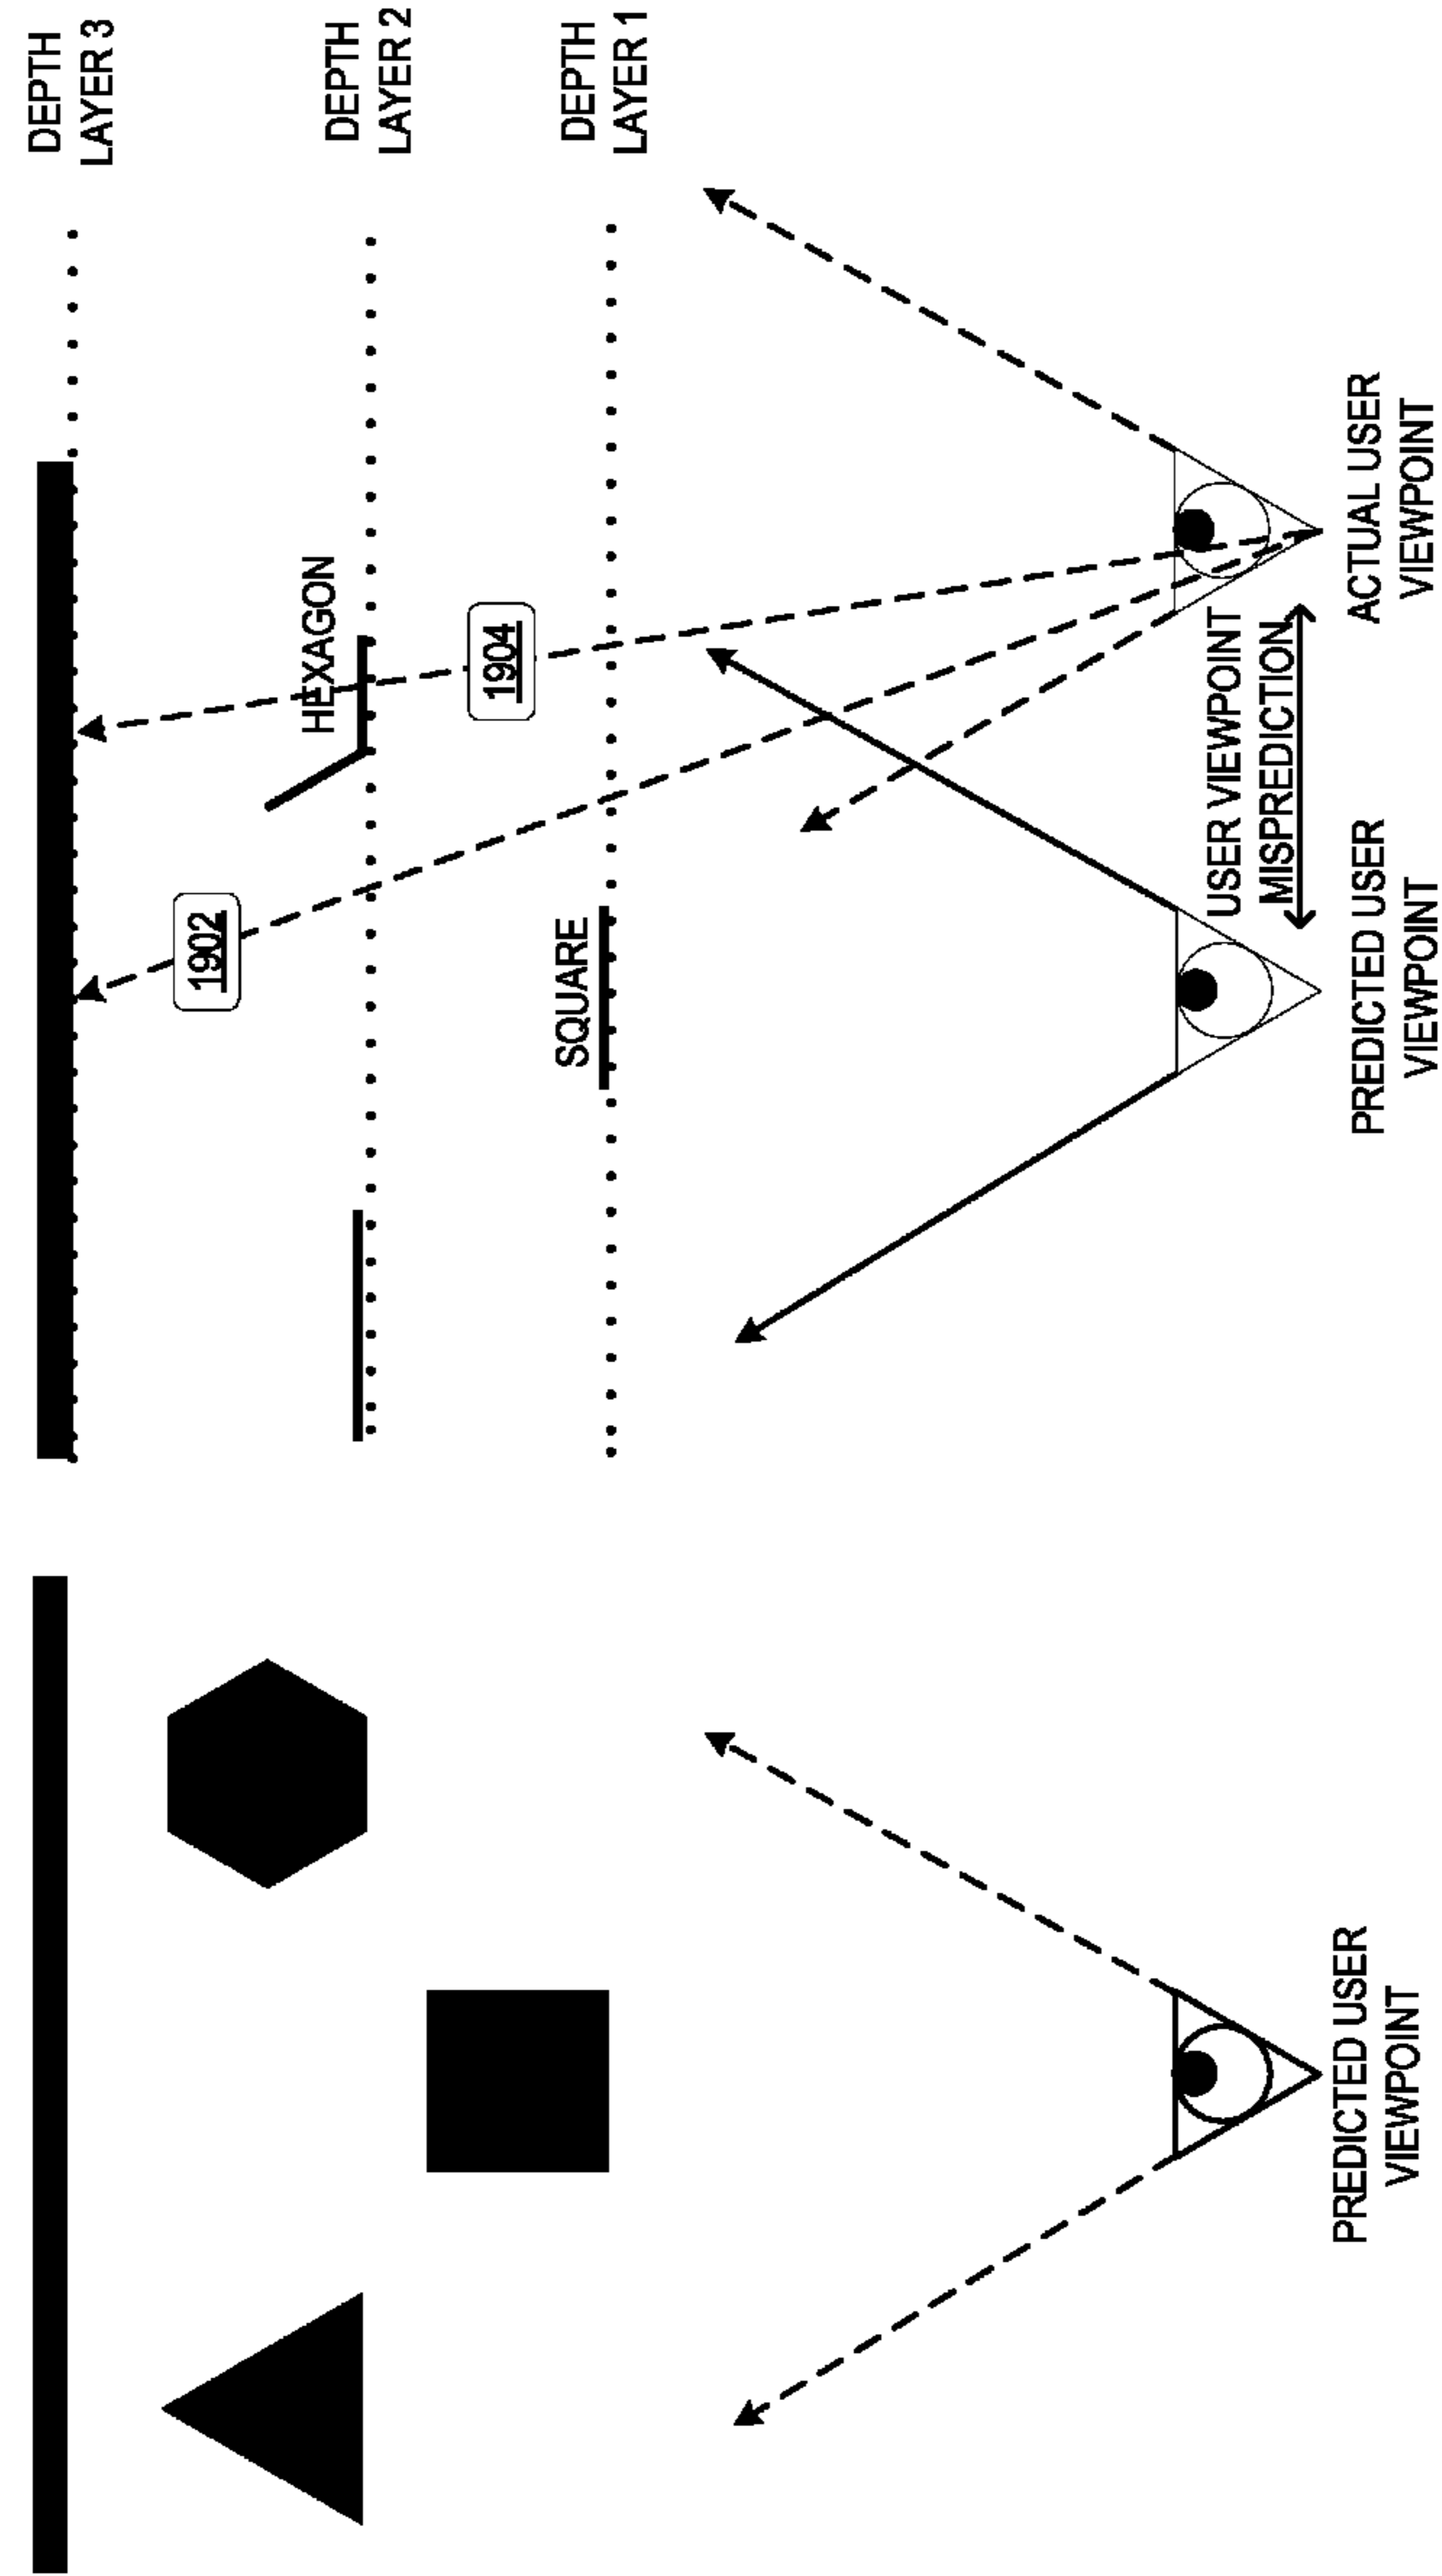 DEPTH
LAYER 3
DEPTH
LAYER 2
DEPTH
LAYER 1
HEXAGON
1904
1902
SQUARE
USER VIEWPOINT
MISPREDICTION
ACTUAL USER
VIEWPOINT
PREDICTED USER
VIEWPOINT
PREDICTED USER
VIEWPOINT